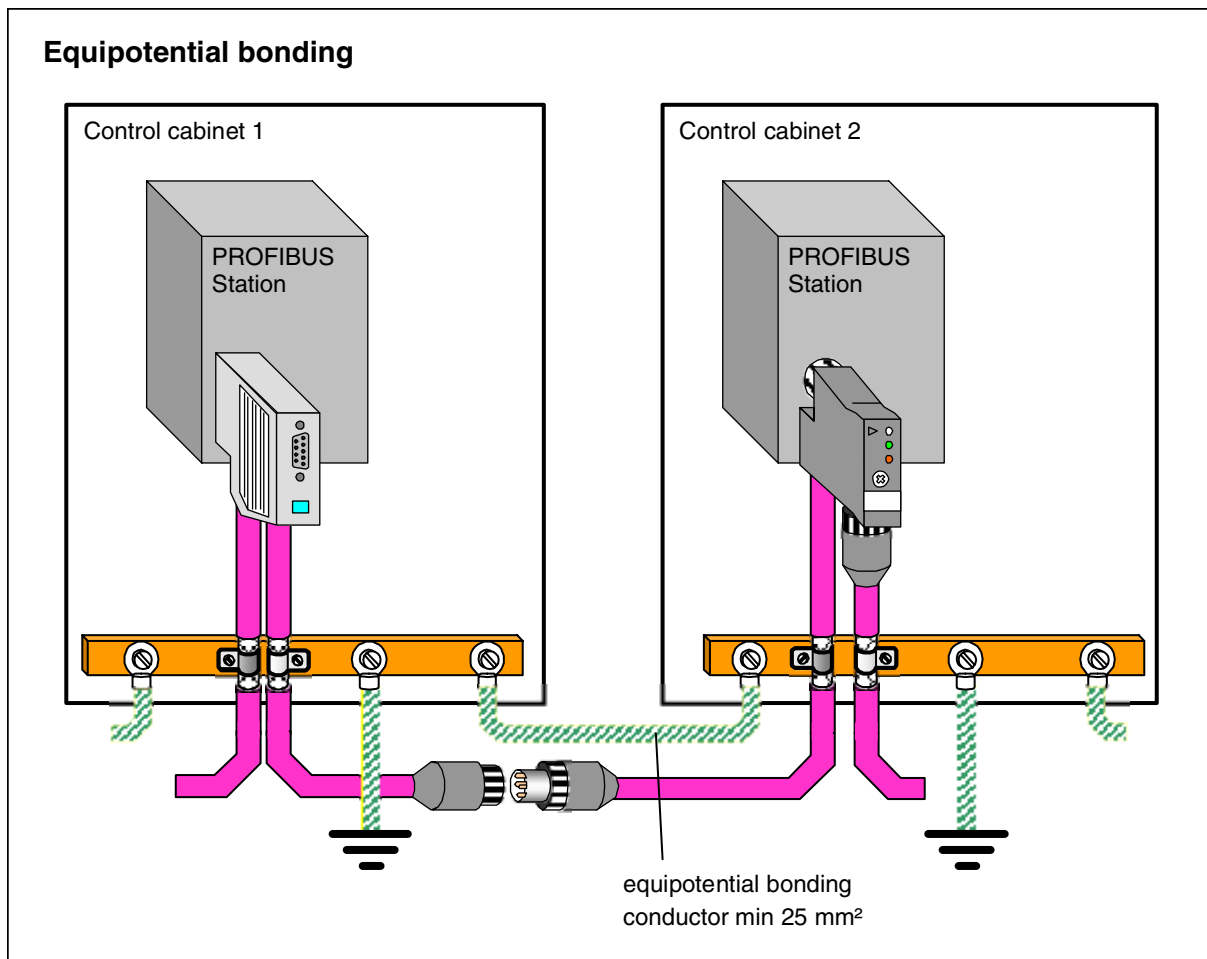 Equipotential bonding
Control cabinet 1
Control cabinet 2
PROFIBUS
Station
PROFIBUS
Station
equipotential bonding
conductor min 25 mm²